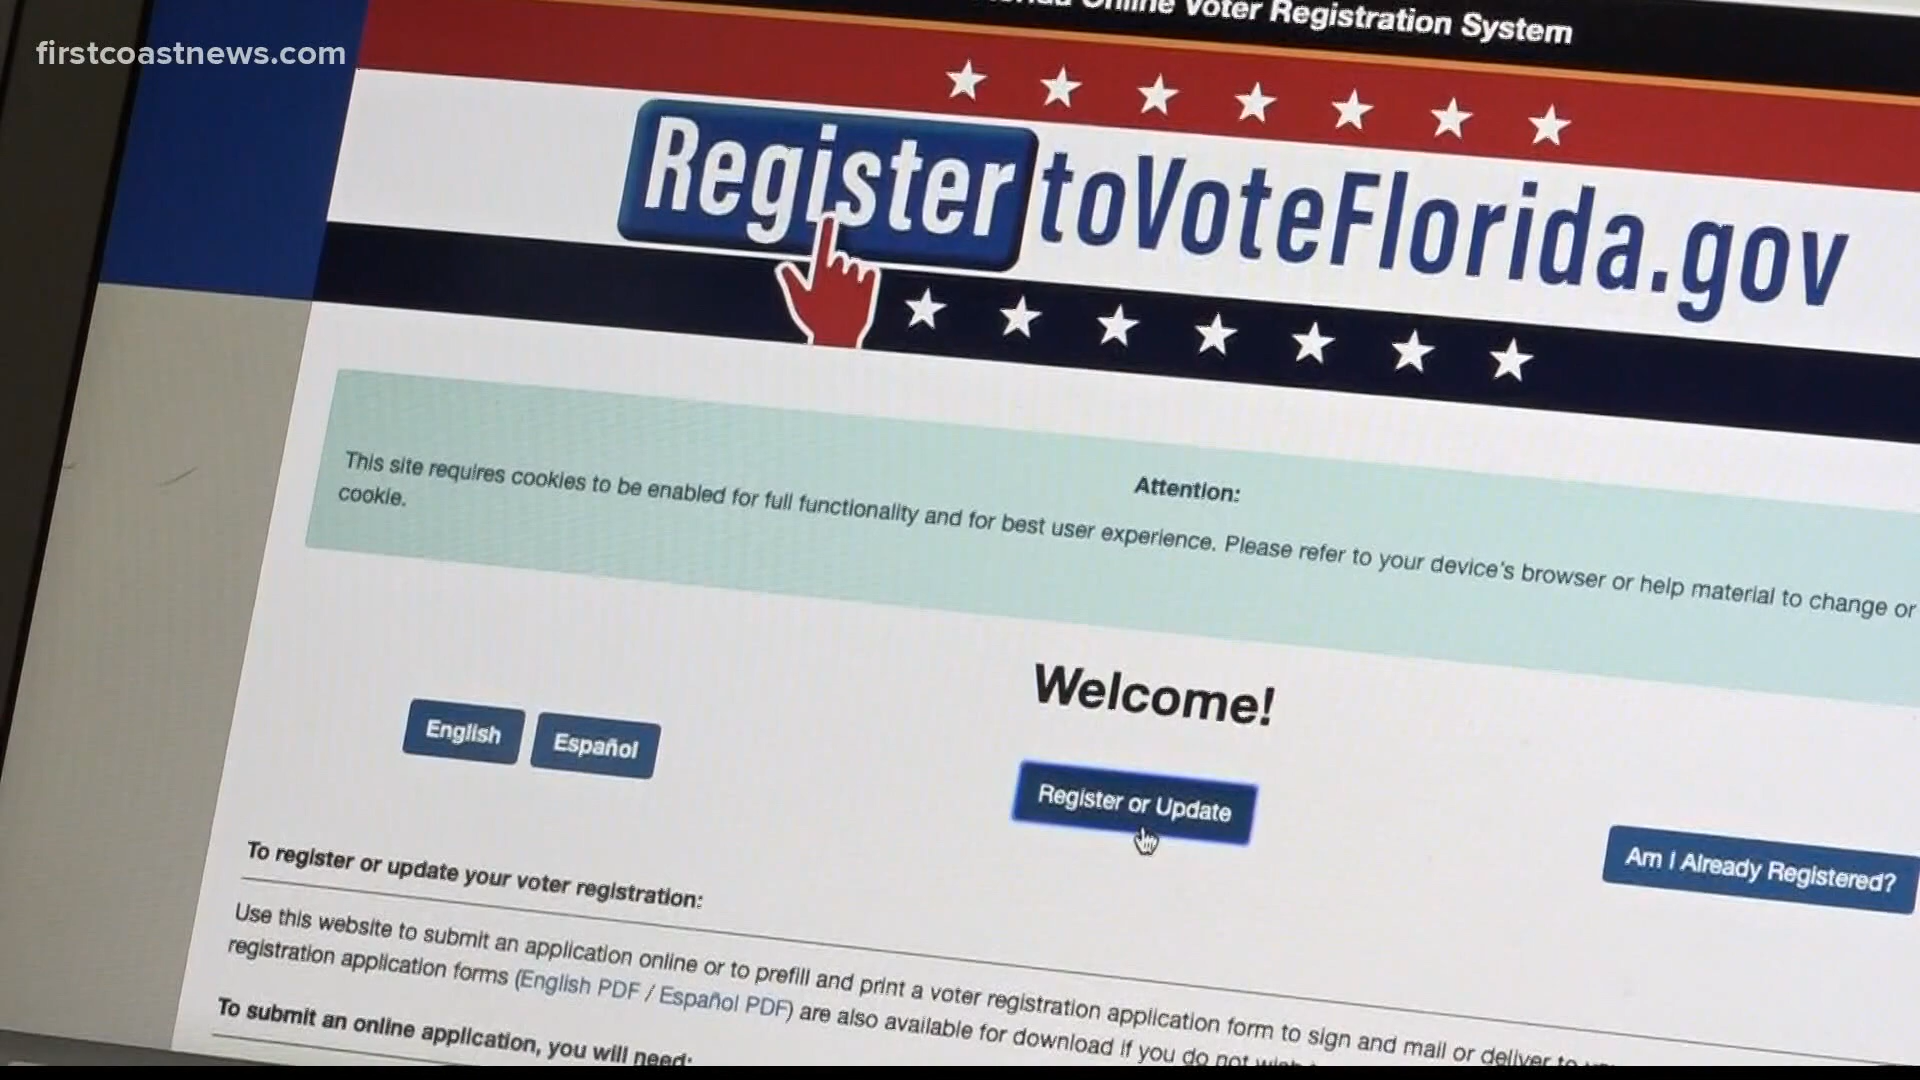 firstcoastnews.com
Online Voter Registration System
RegistertoVoteFlorida.gov
Attention:
This site requires cookies to be enabled for full functionality and for best user experience. Please refer to your device's browser or help material to change or
cookie.
Welcome!
English
Español
Register or Update
Am I Already Registered?
To register or update your voter registration:
Use this website to submit an application online or to prefill and print a voter registration application form to sign and mail or deliver to
registration application forms (English PDF / Español PDF) are also available for download if you do not
To submit an online application, you will need: